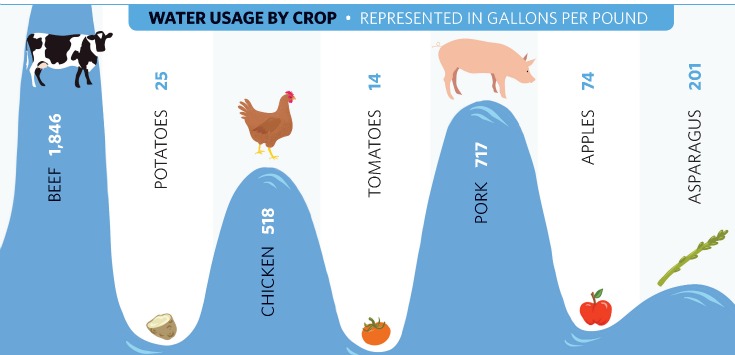 WATER USAGE BY CROP • REPRESENTED IN GALLONS PER POUND
BEEF 1,846
POTATOES 25
CHICKEN 518
TOMATOES 14
PORK 717
APPLES 74
ASPARAGUS 201